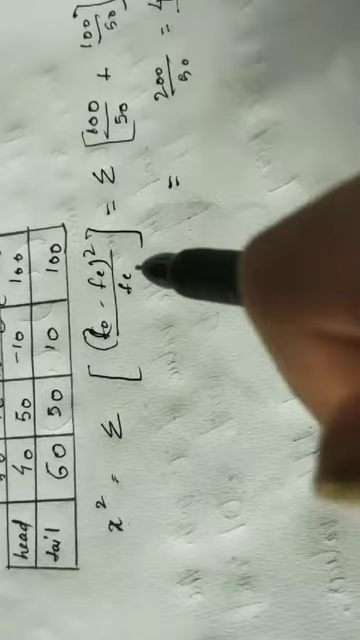 head 40 50 -10 100
tail 60 50 10 100
x² = Σ [(fo - fe)² / fe] = Σ [100/50 + 100/50]
= 200/50 = 4